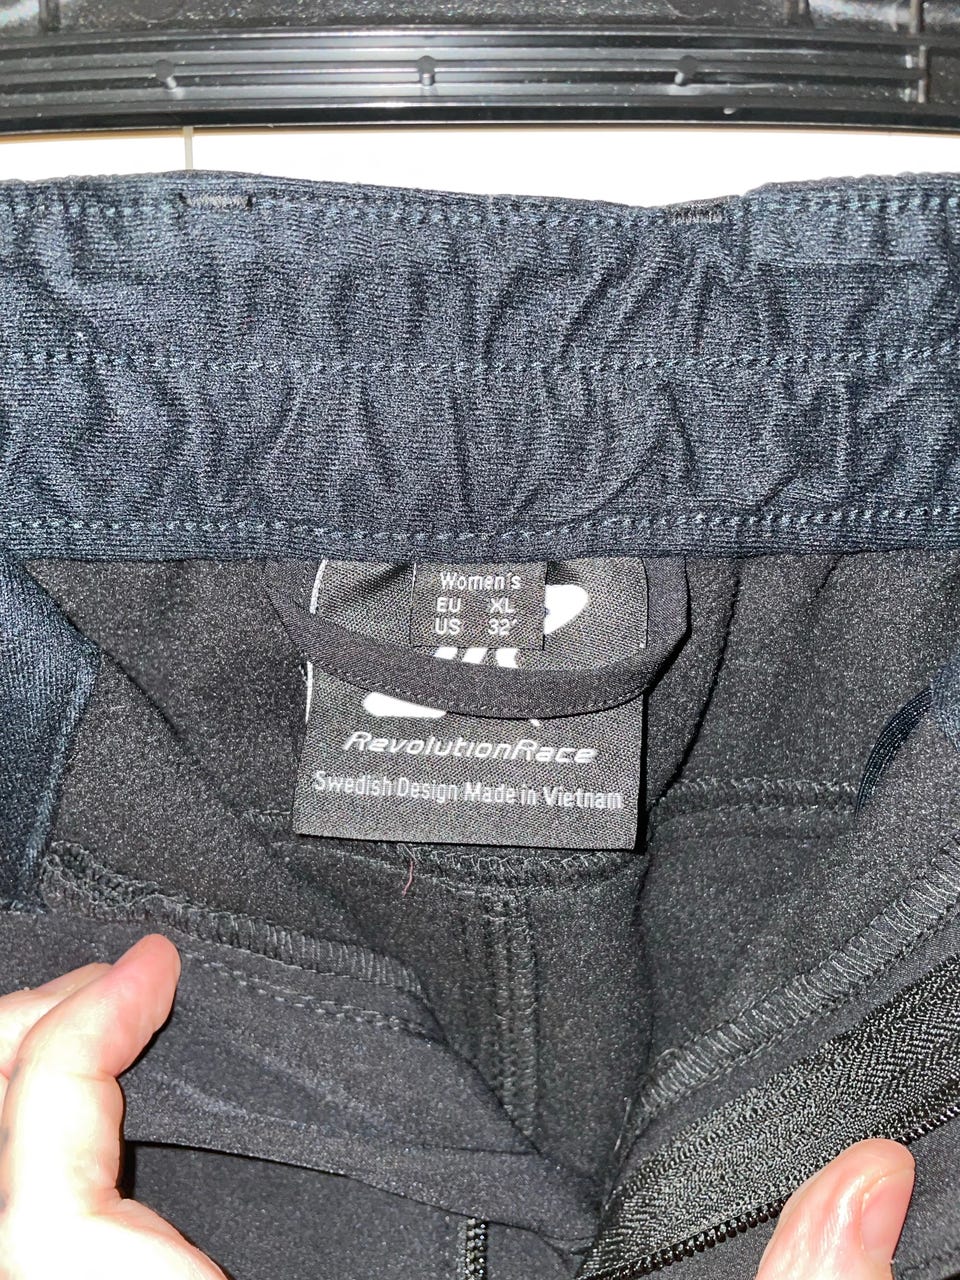 Women's
EU XL
US 32"
RevolutionRace
Swedish Design Made in Vietnam